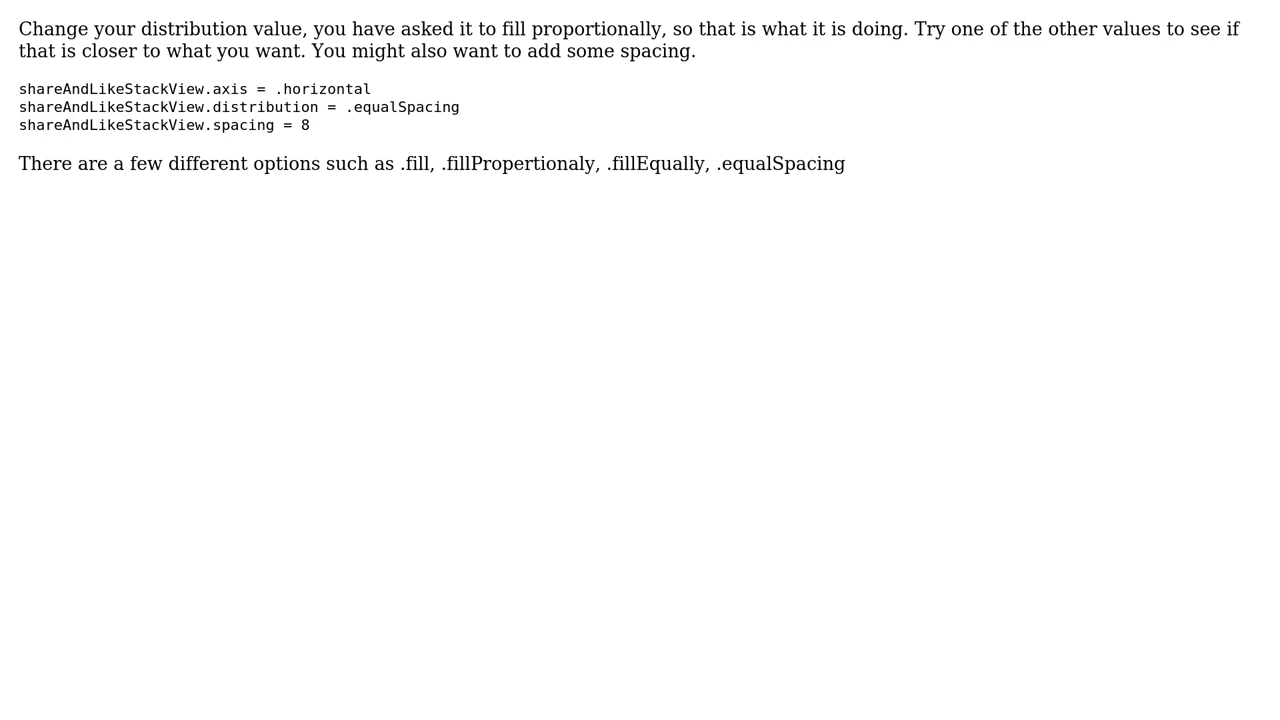 Change your distribution value, you have asked it to fill proportionally, so that is what it is doing. Try one of the other values to see if
that is closer to what you want. You might also want to add some spacing.
shareAndLikeStackView.axis = .horizontal
shareAndLikeStackView.distribution = .equalSpacing
shareAndLikeStackView.spacing = 8
There are a few different options such as .fill, .fillPropertionaly, .fillEqually, .equalSpacing